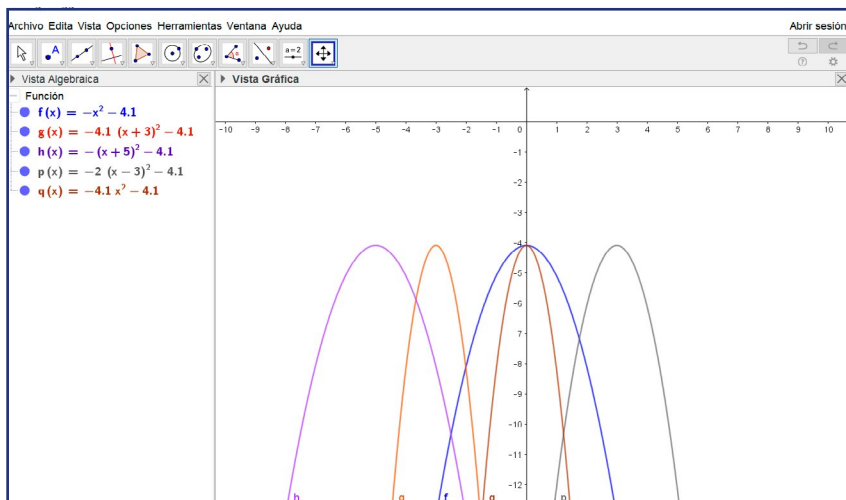 Archivo Edita Vista Opciones Herramientas Ventana Ayuda Abrir sesión
A a=2
Vista Algebraica
Vista Gráfica
Función
f(x) = −x² − 4.1
g(x) = −4.1 (x + 3)² − 4.1
h(x) = − (x + 5)² − 4.1
p(x) = −2 (x − 3)² − 4.1
q(x) = −4.1 x² − 4.1
-10 -9 -8 -7 -6 -5 -4 -3 -2 -1 0 1 2 3 4 5 6 7 8 9 10
-1
-2
-3
-4
-5
-6
-7
-8
-9
-10
-11
-12
h g f q p